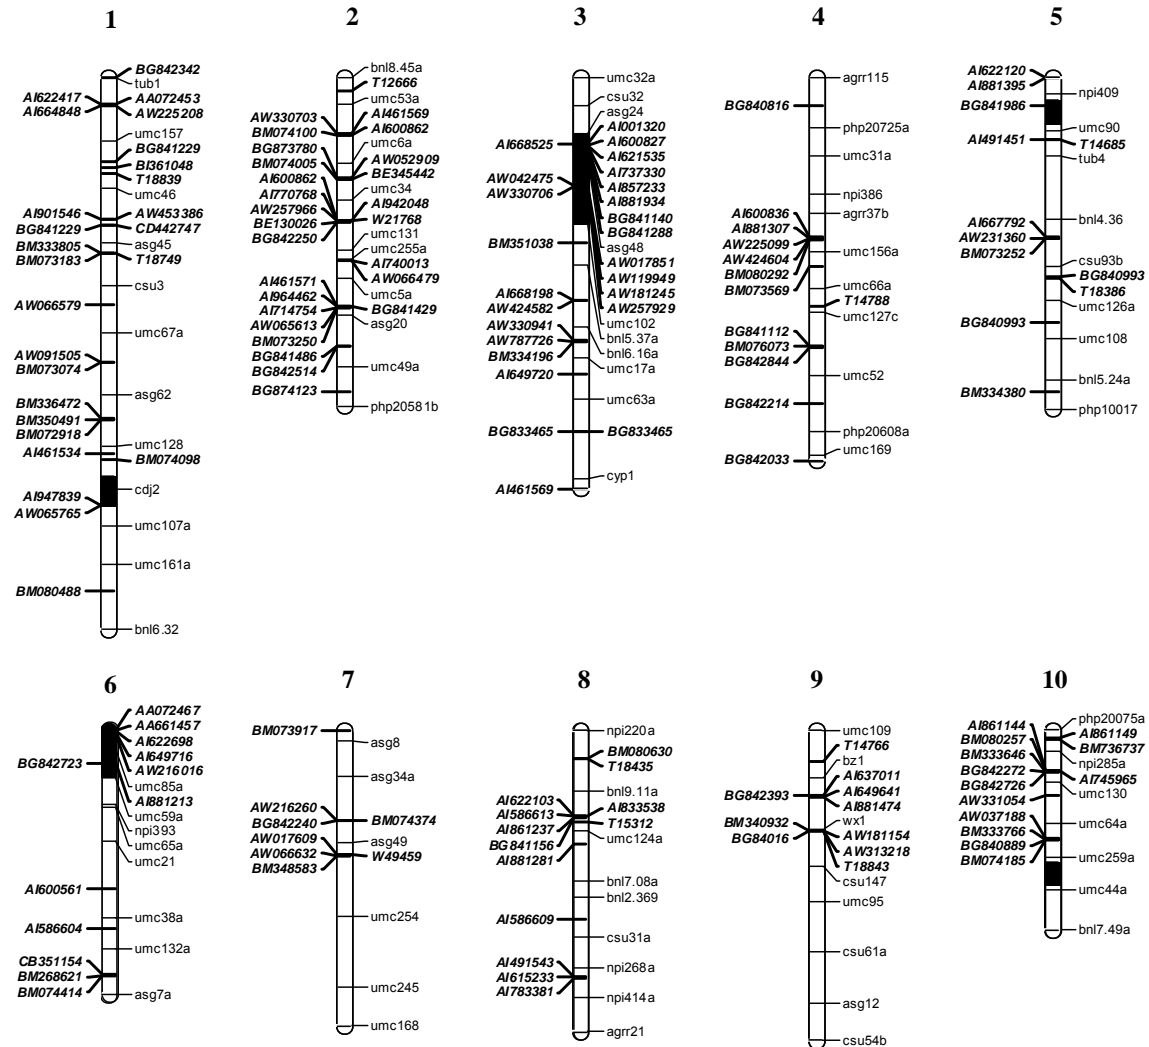 1
BG842342
tub1
AI622417
AA072453
AI664848
AW225208
umc157
BG841229
BI361048
T18839
umc46
AI901546
AW453386
BG841229
CD442747
asg45
BM333805
BM073183
T18749
csu3
AW066579
umc67a
AW091505
BM073074
asg62
BM336472
BM350491
BM072918
umc128
AI461534
BM074098
cdj2
AI947839
AW065765
umc107a
umc161a
BM080488
bnl6.32
2
bnl8.45a
T12666
umc53a
AW330703
AI461569
BM074100
AI600862
BG873780
umc6a
BM074005
AW052909
AI600862
BE345442
AI770768
umc34
AW257966
AI942048
BE130026
W21768
BG842250
umc131
umc255a
AI740013
AW066479
AI461571
umc5a
AI964462
AI714754
BG841429
AW065613
asg20
BM073250
BG841486
BG842514
umc49a
BG874123
php20581b
3
umc32a
csu32
asg24
AI001320
AI668525
AI600827
AI621535
AI737330
AW042475
AI857233
AW330706
AI881934
BG841140
BG841288
BM351038
asg48
AW017851
AW119949
AI668198
AW181245
AW424582
AW257929
AW330941
umc102
AW787726
bnl5.37a
BM334196
bnl6.16a
umc17a
AI649720
umc63a
BG833465
BG833465
cyp1
AI461569
4
agrr115
BG840816
php20725a
umc31a
npi386
AI600836
agrr37b
AI881307
AW225099
AW424604
umc156a
BM080292
BM073569
umc66a
T14788
umc127c
BG841112
BM076073
BG842844
umc52
BG842214
php20608a
umc169
BG842033
5
AI622120
AI881395
npi409
BG841986
umc90
AI491451
T14685
tub4
AI667792
bnl4.36
AW231360
BM073252
csu93b
BG840993
T18386
umc126a
BG840993
umc108
bnl5.24a
BM334380
php10017
6
AA072467
AA661457
AI622698
AI649716
BG842723
AW216016
umc85a
AI881213
umc59a
npi393
umc65a
umc21
AI600561
umc38a
AI586604
umc132a
CB351154
BM268621
BM074414
asg7a
7
BM073917
asg8
asg34a
AW216260
BG842240
BM074374
AW017609
asg49
AW066632
W49459
BM348583
umc254
umc245
umc168
8
npi220a
BM080630
T18435
bnl9.11a
AI622103
AI833538
AI586613
T15312
AI861237
umc124a
BG841156
AI881281
bnl7.08a
bnl2.369
AI586609
csu31a
AI491543
npi268a
AI615233
AI783381
npi414a
agrr21
9
umc109
T14766
bz1
AI637011
BG842393
AI649641
AI881474
BM340932
wx1
BG84016
AW181154
AW313218
T18843
csu147
umc95
csu61a
asg12
csu54b
10
php20075a
AI861144
AI861149
BM080257
BM736737
BM333646
npi285a
BG842272
AI745965
BG842726
umc130
AW331054
AW037188
umc64a
BM333766
BG840889
umc259a
BM074185
umc44a
bnl7.49a